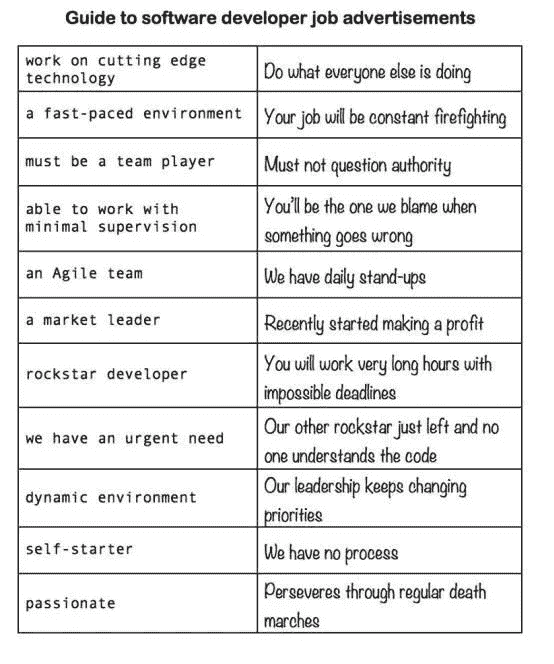 Guide to software developer job advertisements
work on cutting edge
technology
Do what everyone else is doing
a fast-paced environment
Your job will be constant firefighting
must be a team player
Must not question authority
able to work with
minimal supervision
You'll be the one we blame when
something goes wrong
an Agile team
We have daily stand-ups
a market leader
Recently started making a profit
rockstar developer
You will work very long hours with
impossible deadlines
we have an urgent need
Our other rockstar just left and no
one understands the code
dynamic environment
Our leadership keeps changing
priorities
self-starter
We have no process
passionate
Perseveres through regular death
marches